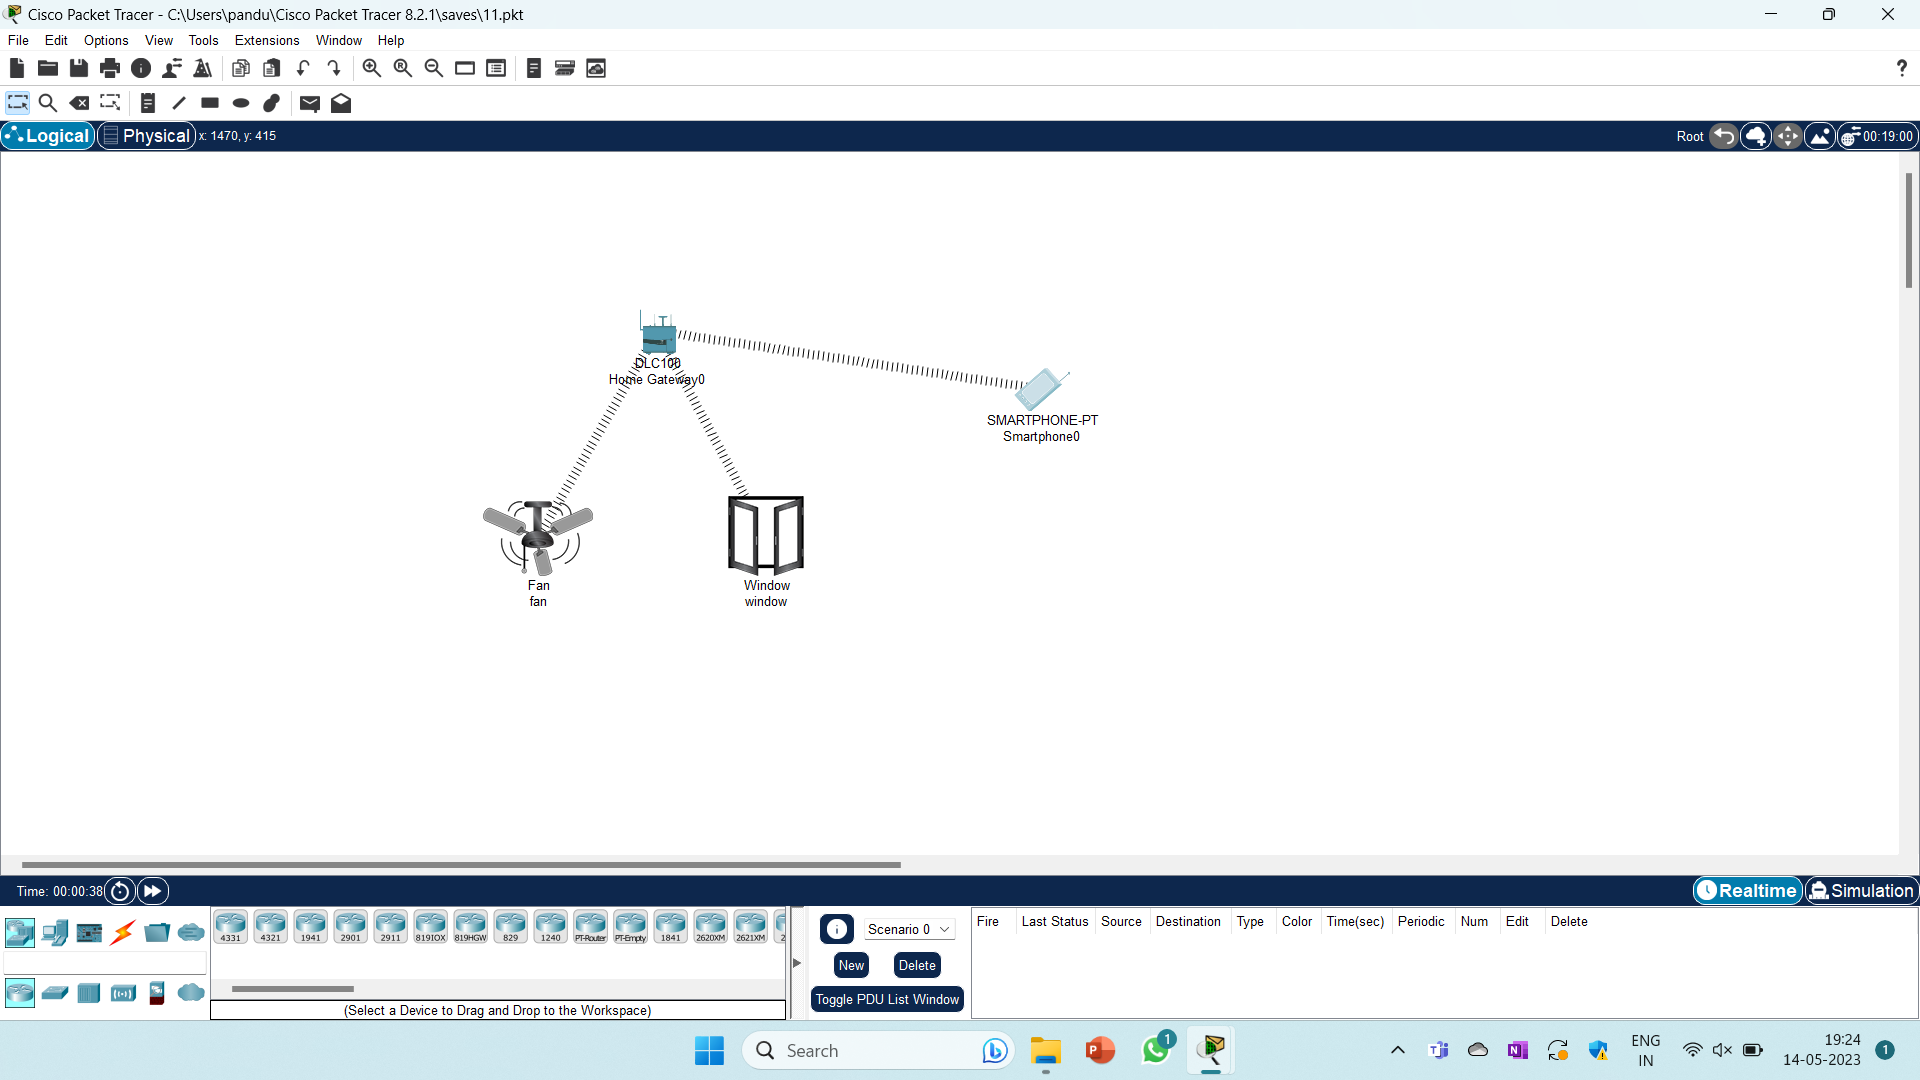 Cisco Packet Tracer - C:\Users\pandu\Cisco Packet Tracer 8.2.1\saves\11.pkt
File Edit Options View Tools Extensions Window Help
?
Logical Physical x: 1470, y: 415 Root 00:19:00
DLC100
Home Gateway0
SMARTPHONE-PT
Smartphone0
Fan
fan
Window
window
Time: 00:00:38 Realtime Simulation
4331 4321 1941 2901 2911 819IOX 819HGW 829 1240 PT-Router PT-Empty 1841 2620XM 2621XM 2
(Select a Device to Drag and Drop to the Workspace)
Scenario 0
New Delete
Toggle PDU List Window
Fire Last Status Source Destination Type Color Time(sec) Periodic Num Edit Delete
Search
1
ENG
IN
19:24
14-05-2023
1